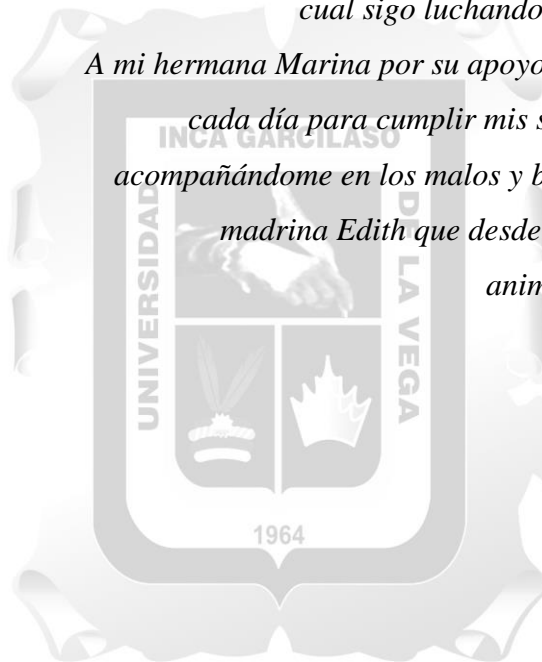 cual sigo luchando
A mi hermana Marina por su apoyo
cada día para cumplir mis
acompañándome en los malos y
madrina Edith que desde
INCA GARCILASO
UNIVERSIDAD
DE LA VEGA
1964